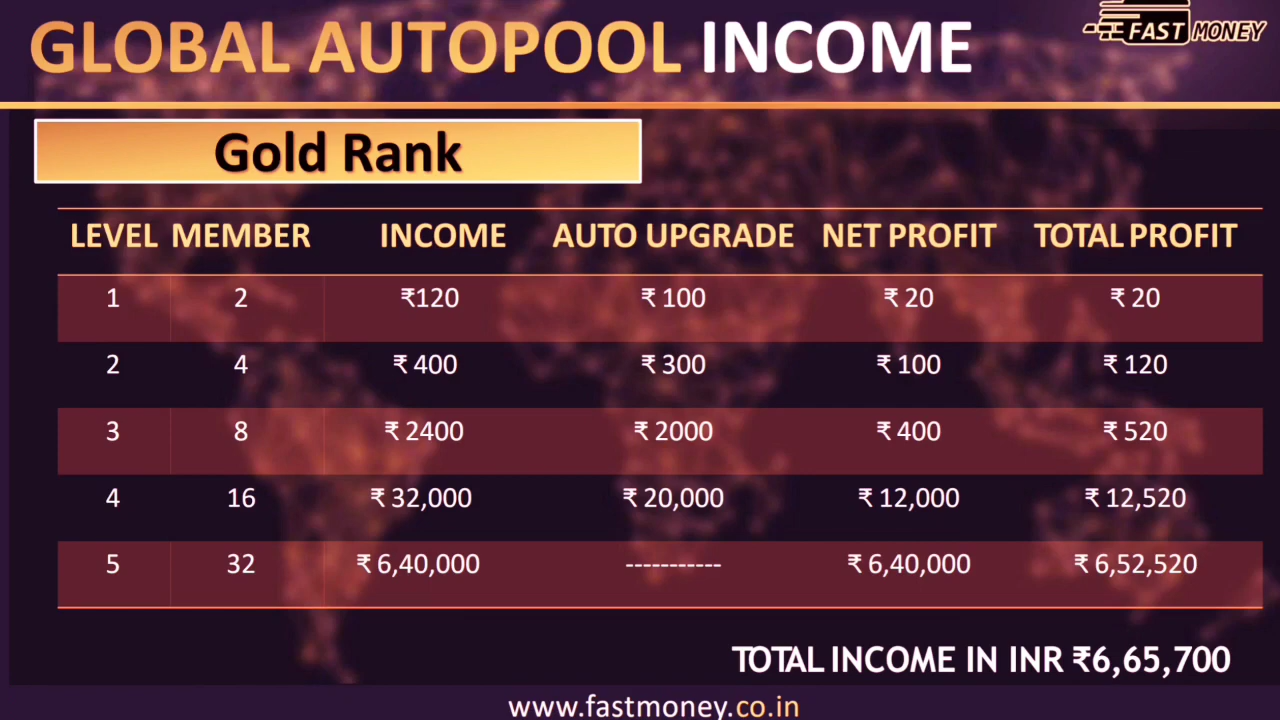 GLOBAL AUTOPOOL INCOME
FAST MONEY
Gold Rank
LEVEL MEMBER INCOME AUTO UPGRADE NET PROFIT TOTAL PROFIT
1 2 ₹120 ₹ 100 ₹ 20 ₹ 20
2 4 ₹ 400 ₹ 300 ₹ 100 ₹ 120
3 8 ₹ 2400 ₹ 2000 ₹ 400 ₹ 520
4 16 ₹ 32,000 ₹ 20,000 ₹ 12,000 ₹ 12,520
5 32 ₹ 6,40,000 ----------- ₹ 6,40,000 ₹ 6,52,520
TOTAL INCOME IN INR ₹6,65,700
www.fastmoney.co.in